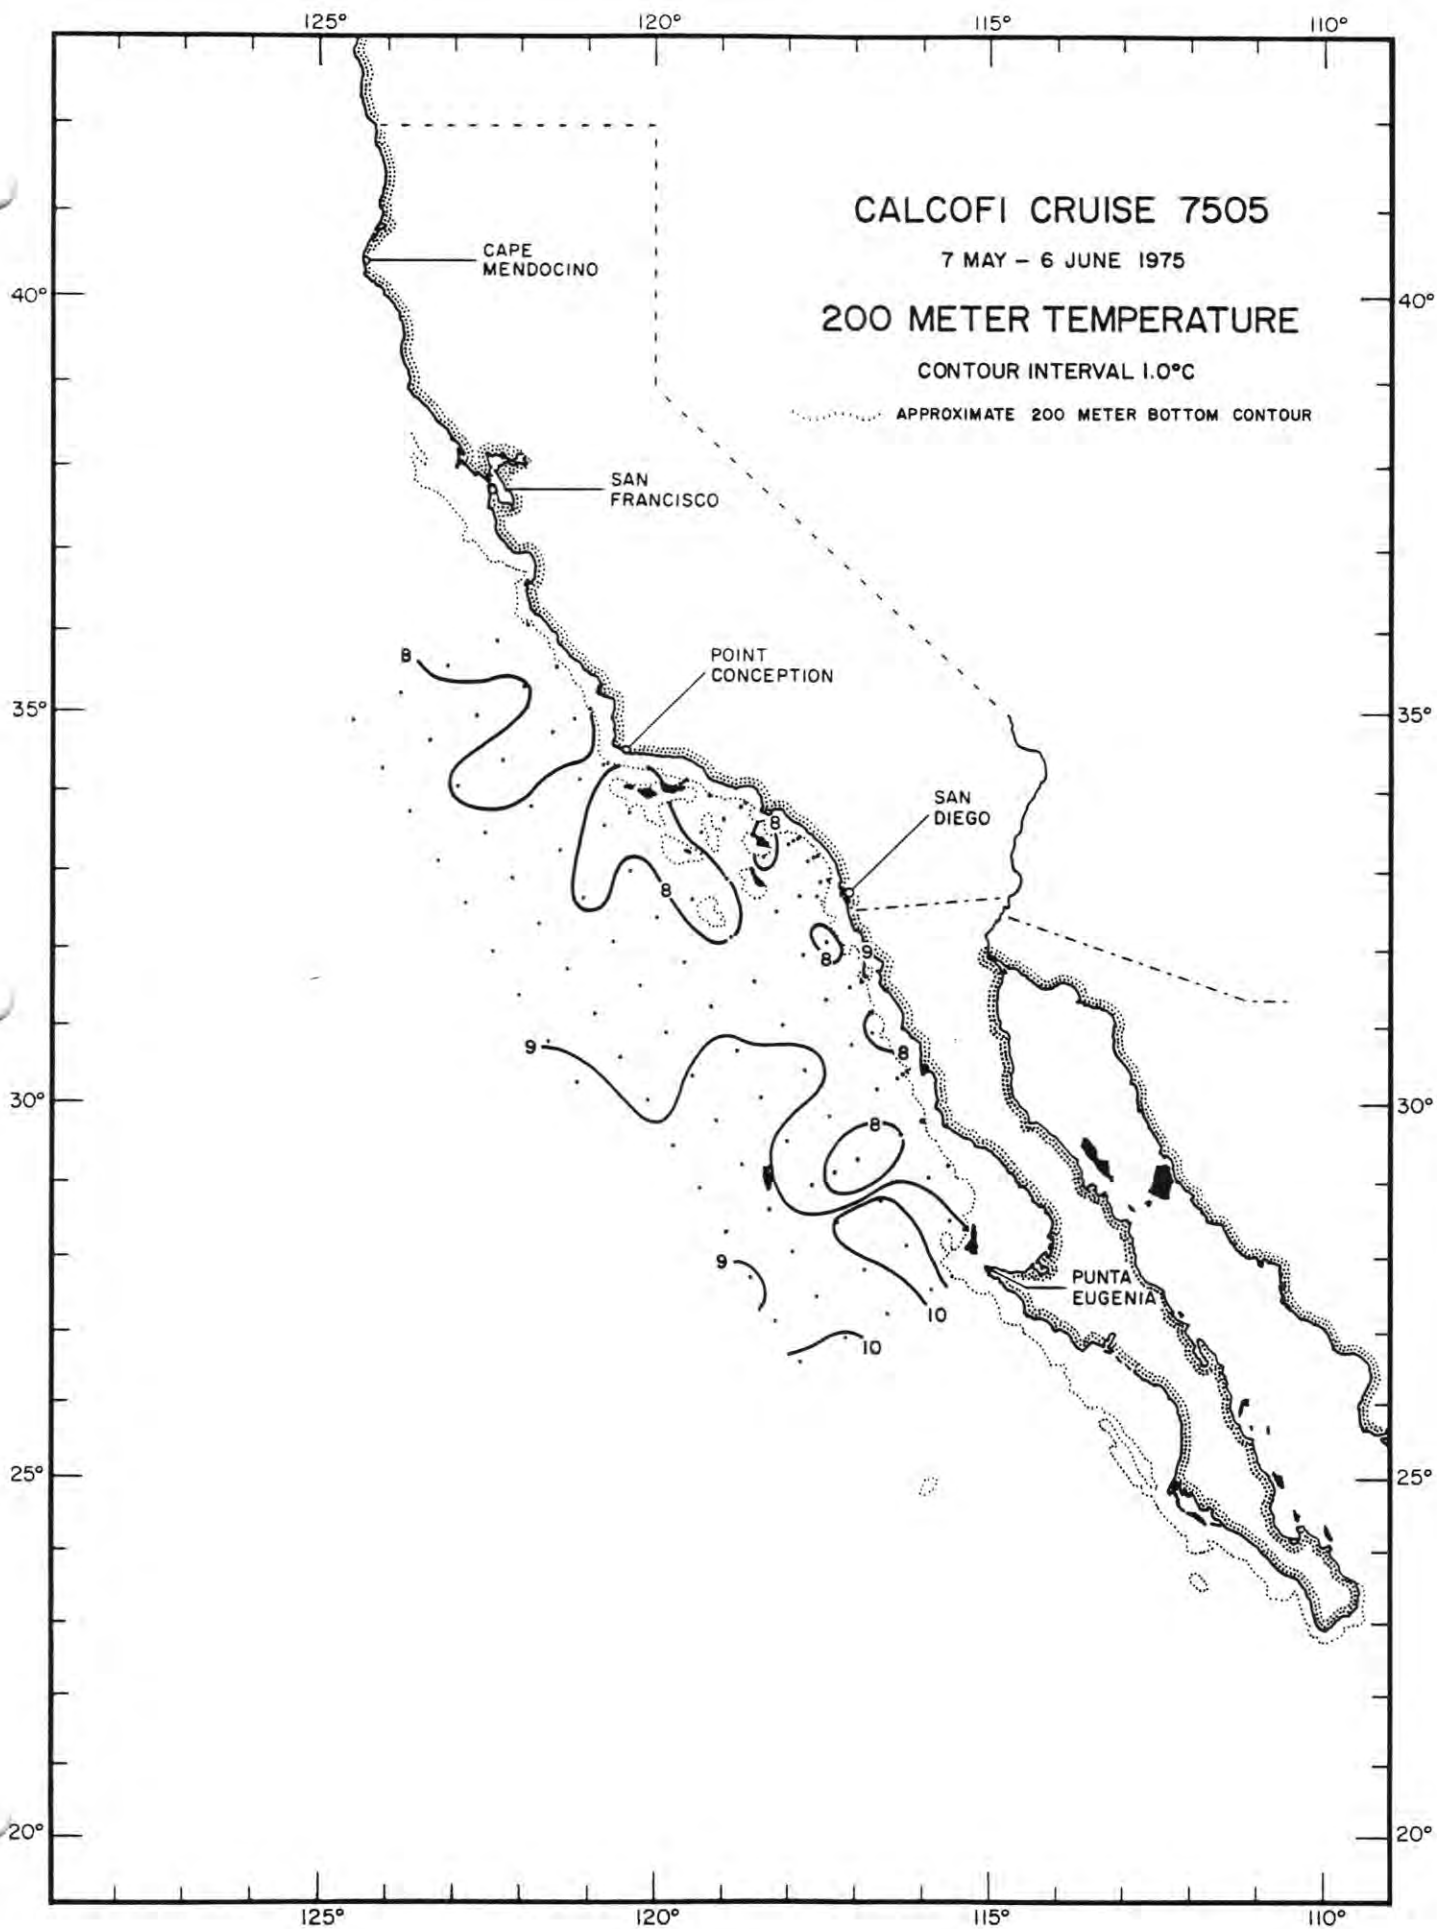 125° 120° 115° 110°
CALCOFI CRUISE 7505
7 MAY – 6 JUNE 1975
200 METER TEMPERATURE
CONTOUR INTERVAL 1.0°C
APPROXIMATE 200 METER BOTTOM CONTOUR
CAPE
MENDOCINO
40° 40°
SAN
FRANCISCO
POINT
CONCEPTION
8
35° 35°
SAN
DIEGO
8
8
9
8
9
8
30° 30°
8
9
PUNTA
EUGENIA
10
10
25° 25°
20° 20°
125° 120° 115° 110°